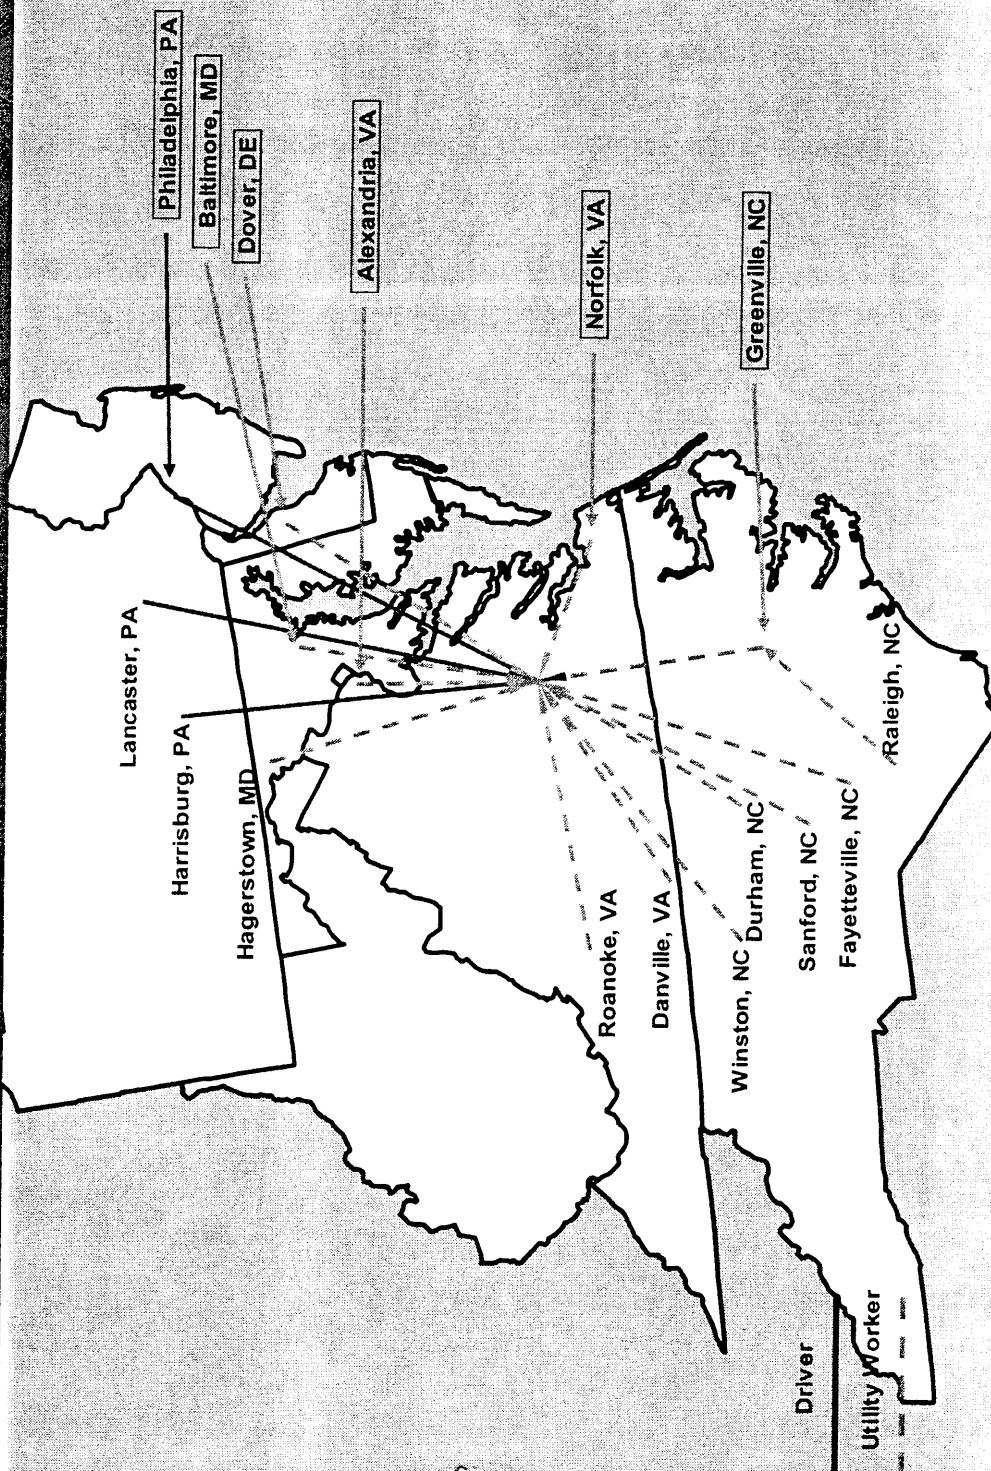 Philadelphia, PA
Baltimore, MD
Dover, DE
Alexandria, VA
Norfolk, VA
Greenville, NC
Lancaster, PA
Harrisburg, PA
Hagerstown, MD
Roanoke, VA
Danville, VA
Winston, NC
Durham, NC
Sanford, NC
Fayetteville, NC
Raleigh, NC
Driver
Utility Worker